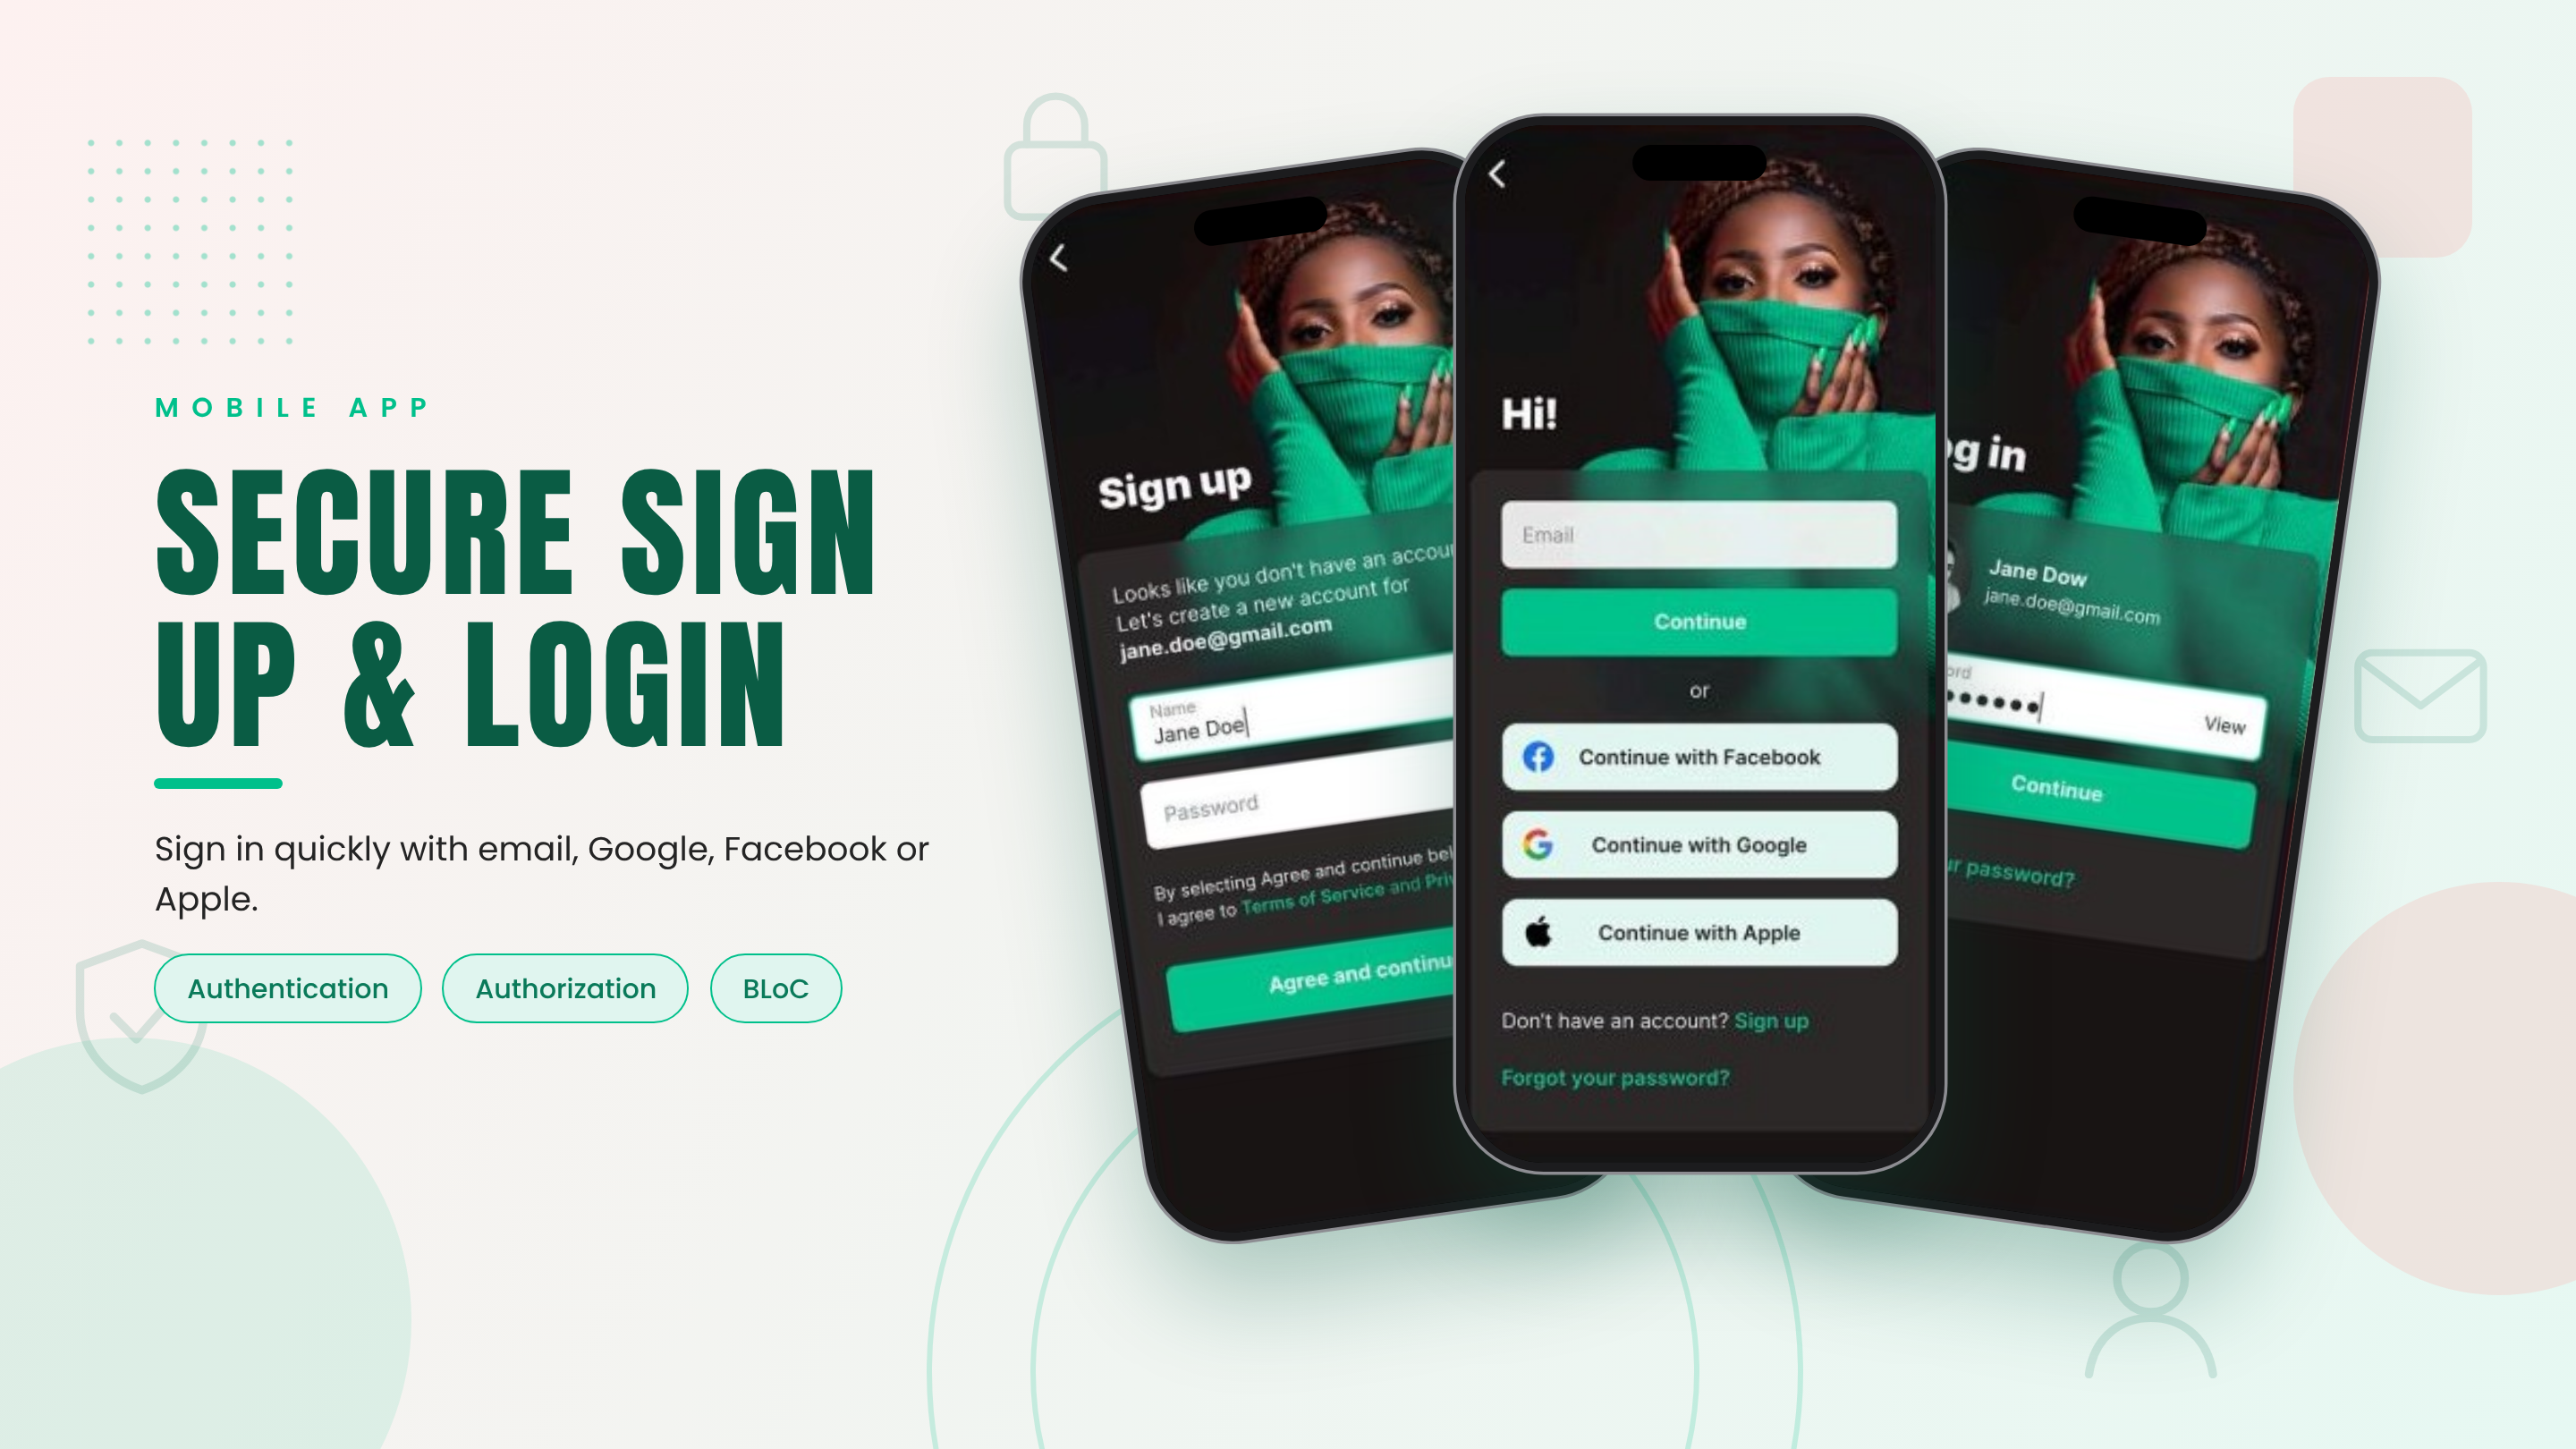 MOBILE APP
SECURE SIGN
UP & LOGIN
Sign in quickly with email, Google, Facebook or
Apple.
Authentication
Authorization
BLoC
Sign up
Looks like you don't have an accou
Let's create a new account for
jane.doe@gmail.com
Name
Jane Doe
Password
By selecting Agree and continue bel
I agree to Terms of Service and Priv
Agree and continu
Hi!
Email
Continue
or
Continue with Facebook
Continue with Google
Continue with Apple
Don't have an account? Sign up
Forgot your password?
og in
Jane Dow
jane.doe@gmail.com
ord
View
Continue
ur password?